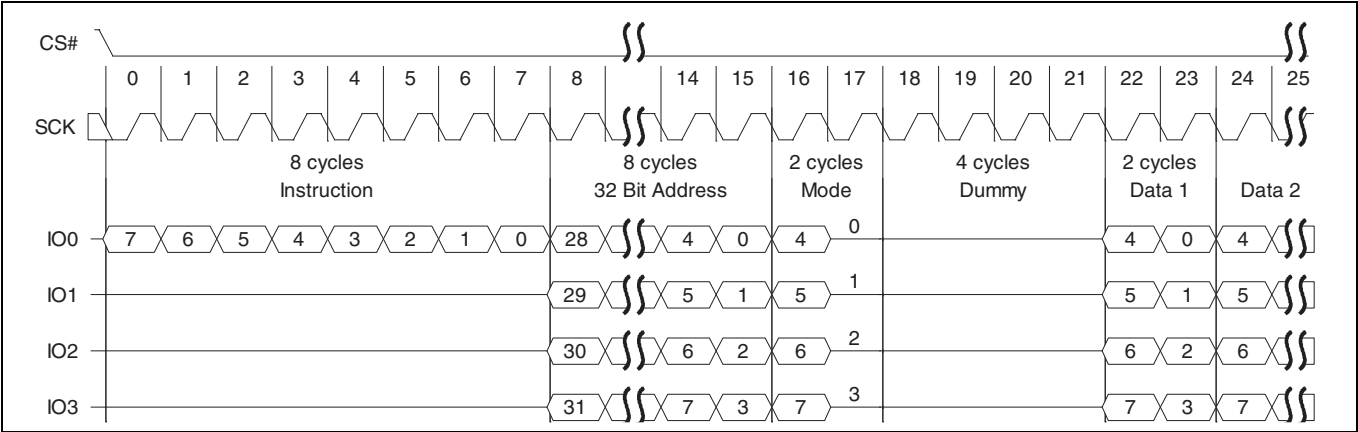 CS#
0 1 2 3 4 5 6 7 8 14 15 16 17 18 19 20 21 22 23 24 25
SCK
8 cycles 8 cycles 2 cycles 4 cycles 2 cycles
Instruction 32 Bit Address Mode Dummy Data 1 Data 2
IO0 7 6 5 4 3 2 1 0 28 4 0 4 0 4 0 4
IO1 29 5 1 5 1 5 1 5
IO2 30 6 2 6 2 6 2 6
IO3 31 7 3 7 3 7 3 7